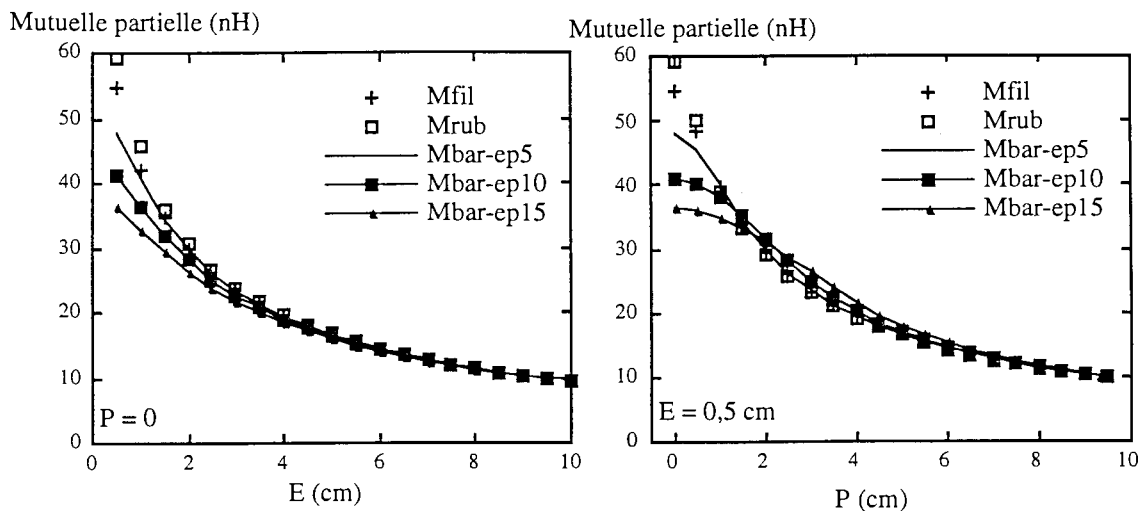 Mutuelle partielle (nH)
60
50
40
30
20
10
0
Mfil
Mrub
Mbar-ep5
Mbar-ep10
Mbar-ep15
P = 0
0 2 4 6 8 10
E (cm)
Mutuelle partielle (nH)
60
50
40
30
20
10
0
Mfil
Mrub
Mbar-ep5
Mbar-ep10
Mbar-ep15
E = 0,5 cm
0 2 4 6 8 10
P (cm)